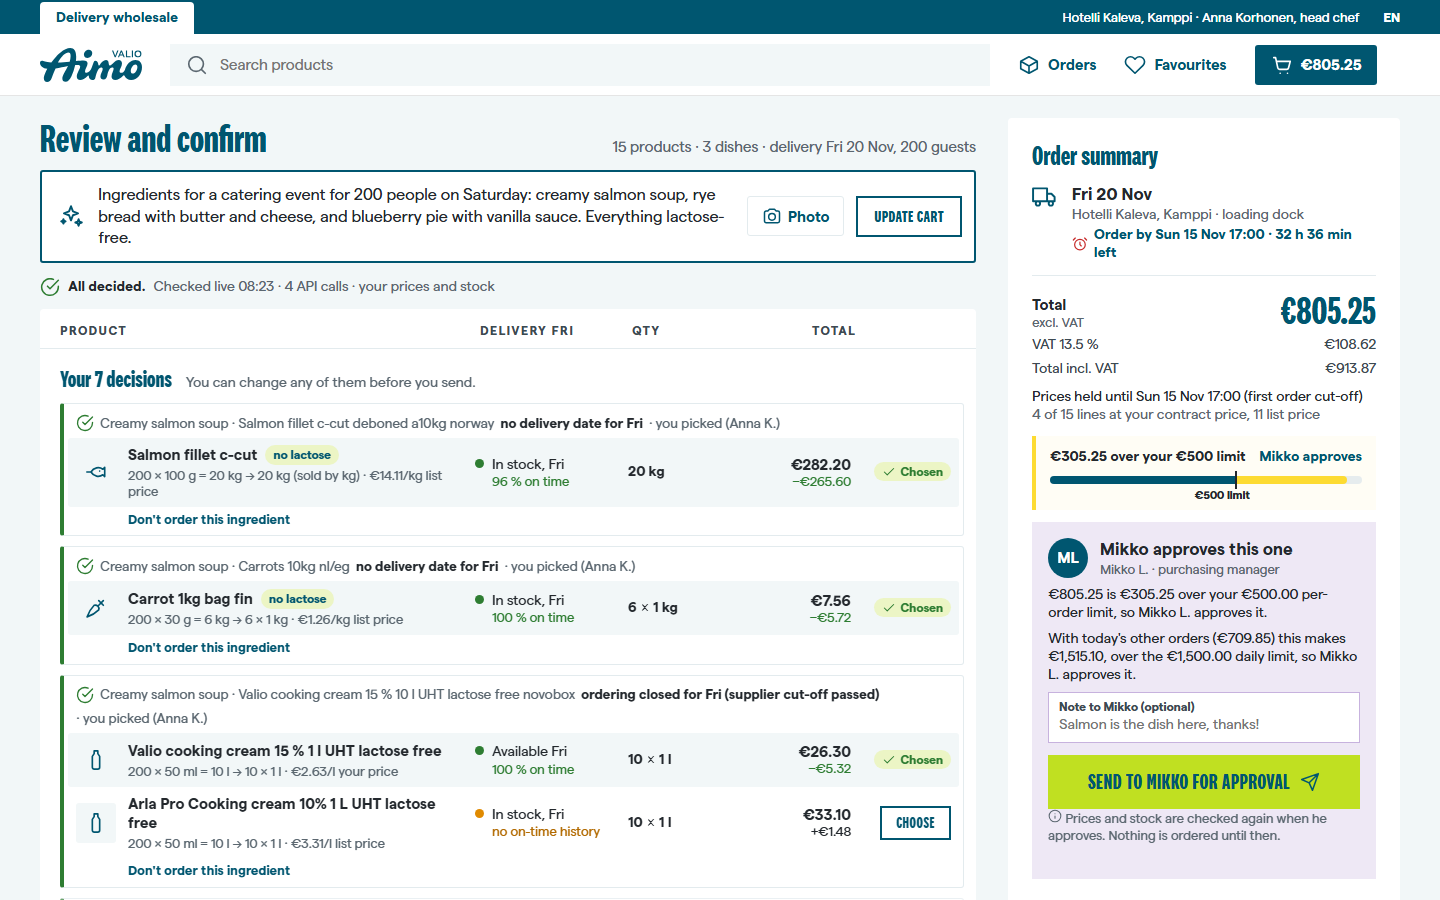 Delivery wholesale
Hotelli Kaleva, Kamppi · Anna Korhonen, head chef
EN
VALIO
Aimo
Search products
Orders
Favourites
€805.25
Review and confirm
15 products · 3 dishes · delivery Fri 20 Nov, 200 guests
Ingredients for a catering event for 200 people on Saturday: creamy salmon soup, rye
bread with butter and cheese, and blueberry pie with vanilla sauce. Everything lactose-
free.
Photo
UPDATE CART
All decided. Checked live 08:23 · 4 API calls · your prices and stock
PRODUCT
DELIVERY FRI
QTY
TOTAL
Your 7 decisions
You can change any of them before you send.
Creamy salmon soup · Salmon fillet c-cut deboned a10kg norway no delivery date for Fri · you picked (Anna K.)
Salmon fillet c-cut
no lactose
200 × 100 g = 20 kg → 20 kg (sold by kg) · €14.11/kg list
price
In stock, Fri
96 % on time
20 kg
€282.20
−€265.60
Chosen
Don't order this ingredient
Creamy salmon soup · Carrots 10kg nl/eg no delivery date for Fri · you picked (Anna K.)
Carrot 1kg bag fin
no lactose
200 × 30 g = 6 kg → 6 × 1 kg · €1.26/kg list price
In stock, Fri
100 % on time
6 × 1 kg
€7.56
−€5.72
Chosen
Don't order this ingredient
Creamy salmon soup · Valio cooking cream 15 % 10 l UHT lactose free novobox ordering closed for Fri (supplier cut-off passed)
· you picked (Anna K.)
Valio cooking cream 15 % 1 l UHT lactose free
200 × 50 ml = 10 l → 10 × 1 l · €2.63/l your price
Available Fri
100 % on time
10 × 1 l
€26.30
−€5.32
Chosen
Arla Pro Cooking cream 10% 1 L UHT lactose
free
200 × 50 ml = 10 l → 10 × 1 l · €3.31/l list price
In stock, Fri
no on-time history
10 × 1 l
€33.10
+€1.48
CHOOSE
Don't order this ingredient
Order summary
Fri 20 Nov
Hotelli Kaleva, Kamppi · loading dock
Order by Sun 15 Nov 17:00 · 32 h 36 min
left
Total
excl. VAT
€805.25
VAT 13.5 %
€108.62
Total incl. VAT
€913.87
Prices held until Sun 15 Nov 17:00 (first order cut-off)
4 of 15 lines at your contract price, 11 list price
€305.25 over your €500 limit
Mikko approves
€500 limit
ML
Mikko approves this one
Mikko L. · purchasing manager
€805.25 is €305.25 over your €500.00 per-
order limit, so Mikko L. approves it.
With today's other orders (€709.85) this makes
€1,515.10, over the €1,500.00 daily limit, so Mikko
L. approves it.
Note to Mikko (optional)
Salmon is the dish here, thanks!
SEND TO MIKKO FOR APPROVAL
Prices and stock are checked again when he
approves. Nothing is ordered until then.